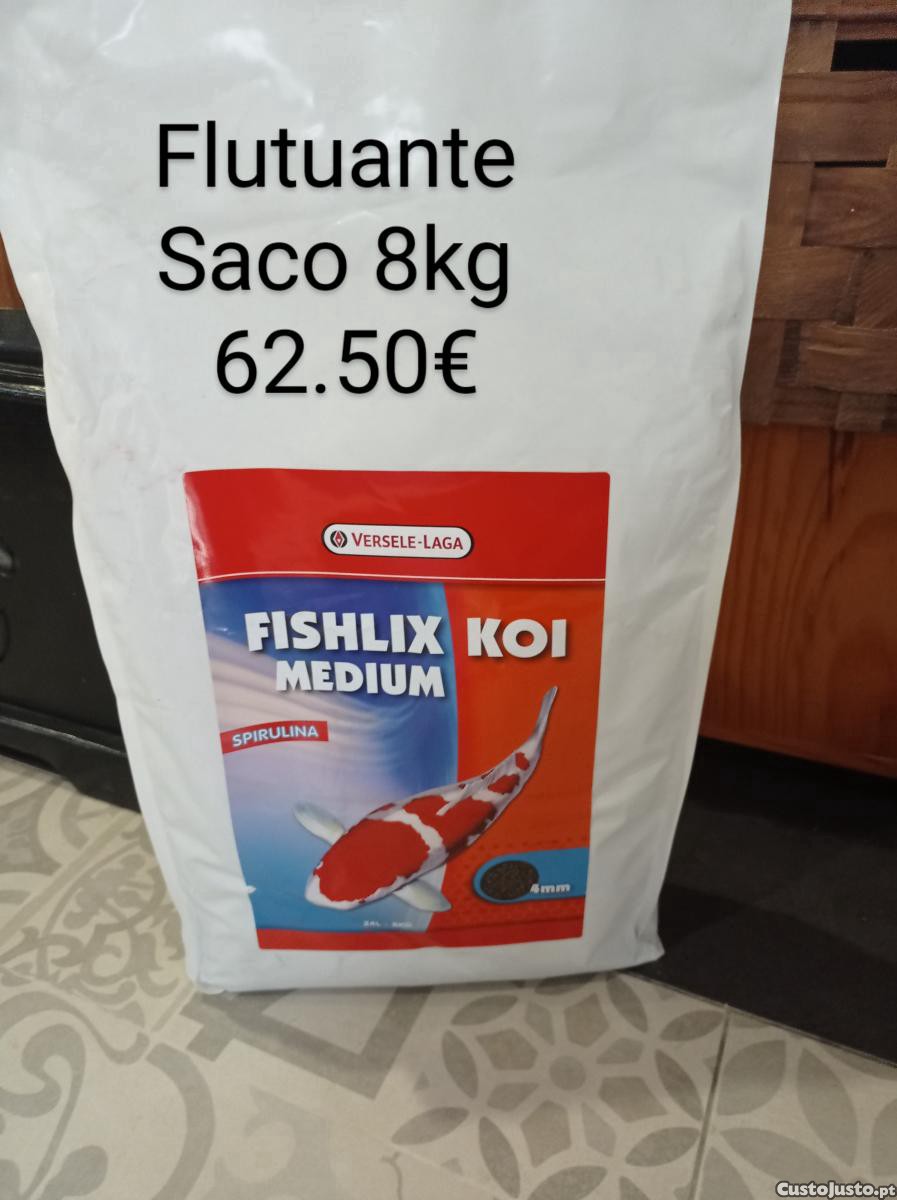 Flutuante
Saco 8kg
62.50€
VERSELE-LAGA
FISHLIX KOI
MEDIUM
SPIRULINA
4mm
CustoJusto.pt